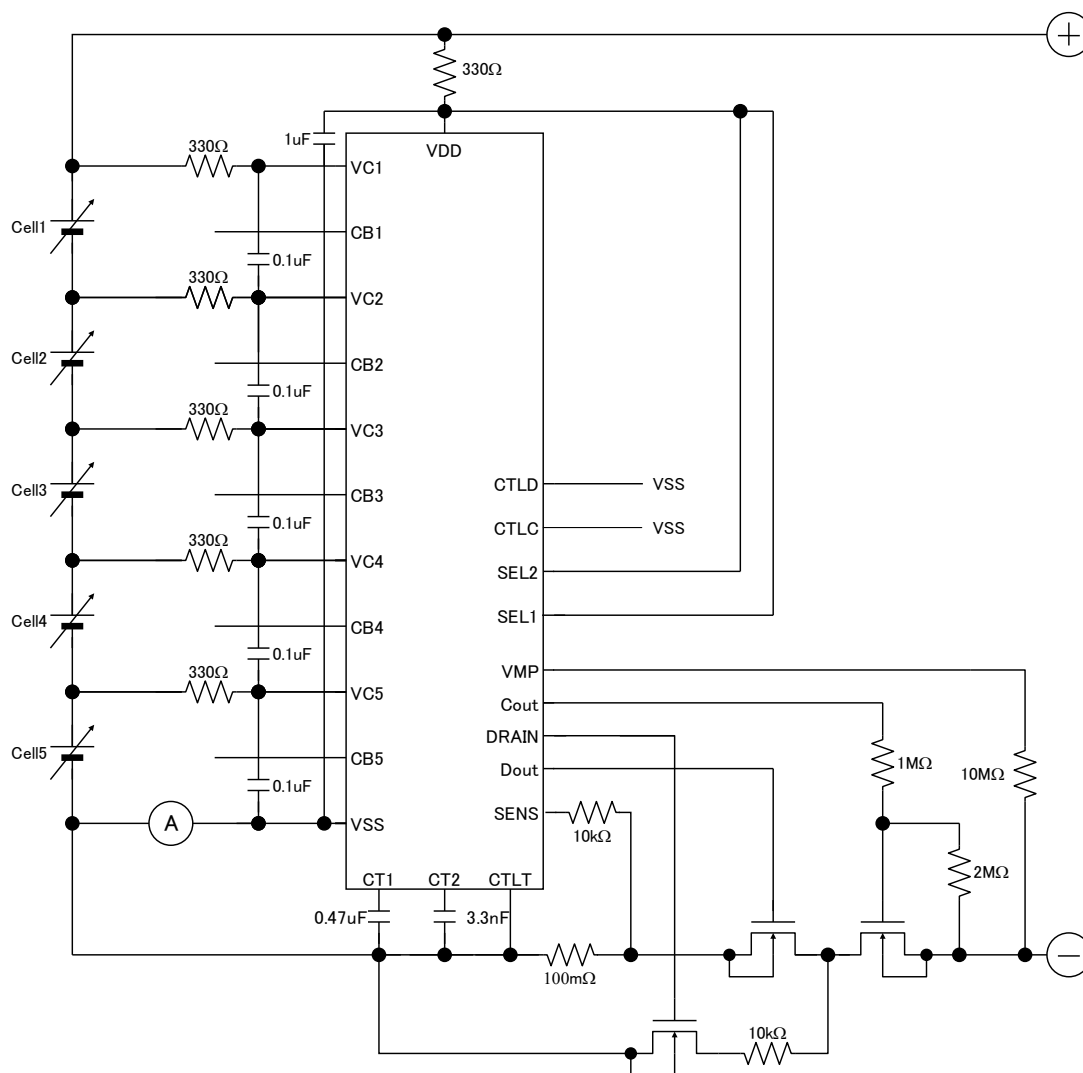 330Ω
1uF
VDD
330Ω
VC1
Cell1
CB1
0.1uF
330Ω
VC2
Cell2
CB2
0.1uF
330Ω
VC3
Cell3
CB3
CTLD
VSS
0.1uF
CTLC
VSS
330Ω
VC4
SEL2
Cell4
CB4
SEL1
0.1uF
330Ω
VC5
VMP
Cout
Cell5
CB5
DRAIN
1MΩ
10MΩ
Dout
0.1uF
A
VSS
SENS
10kΩ
CT1
CT2
CTLT
2MΩ
0.47uF
3.3nF
100mΩ
10kΩ